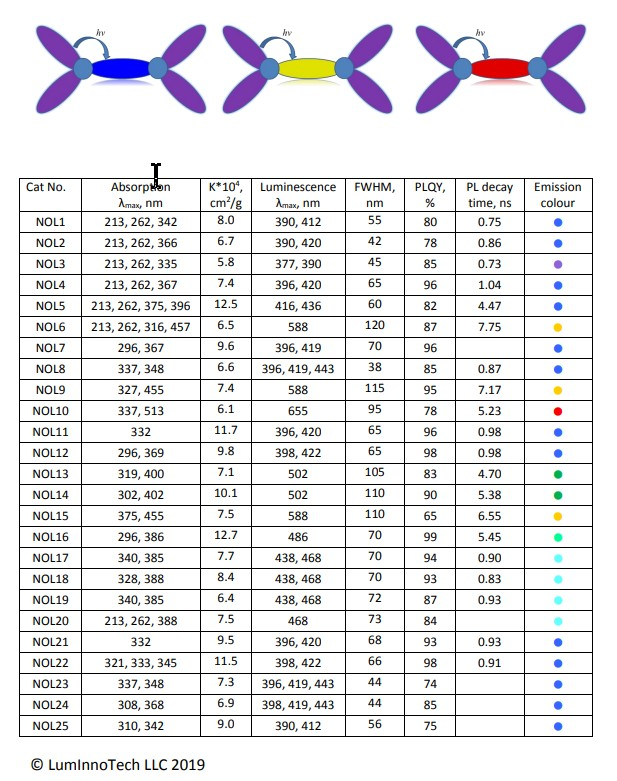 hν hν hν
Cat No. Absorption λmax, nm K*10⁴, cm²/g Luminescence λmax, nm FWHM, nm PLQY, % PL decay time, ns Emission colour
NOL1 213, 262, 342 8.0 390, 412 55 80 0.75
NOL2 213, 262, 366 6.7 390, 420 42 78 0.86
NOL3 213, 262, 335 5.8 377, 390 45 85 0.73
NOL4 213, 262, 367 7.4 396, 420 65 96 1.04
NOL5 213, 262, 375, 396 12.5 416, 436 60 82 4.47
NOL6 213, 262, 316, 457 6.5 588 120 87 7.75
NOL7 296, 367 9.6 396, 419 70 96
NOL8 337, 348 6.6 396, 419, 443 38 85 0.87
NOL9 327, 455 7.4 588 115 95 7.17
NOL10 337, 513 6.1 655 95 78 5.23
NOL11 332 11.7 396, 420 65 96 0.98
NOL12 296, 369 9.8 398, 422 65 98 0.98
NOL13 319, 400 7.1 502 105 83 4.70
NOL14 302, 402 10.1 502 110 90 5.38
NOL15 375, 455 7.5 588 110 65 6.55
NOL16 296, 386 12.7 486 70 99 5.45
NOL17 340, 385 7.7 438, 468 70 94 0.90
NOL18 328, 388 8.4 438, 468 70 93 0.83
NOL19 340, 385 6.4 438, 468 72 87 0.93
NOL20 213, 262, 388 7.5 468 73 84
NOL21 332 9.5 396, 420 68 93 0.93
NOL22 321, 333, 345 11.5 398, 422 66 98 0.91
NOL23 337, 348 7.3 396, 419, 443 44 74
NOL24 308, 368 6.9 398, 419, 443 44 85
NOL25 310, 342 9.0 390, 412 56 75
© LumInnoTech LLC 2019